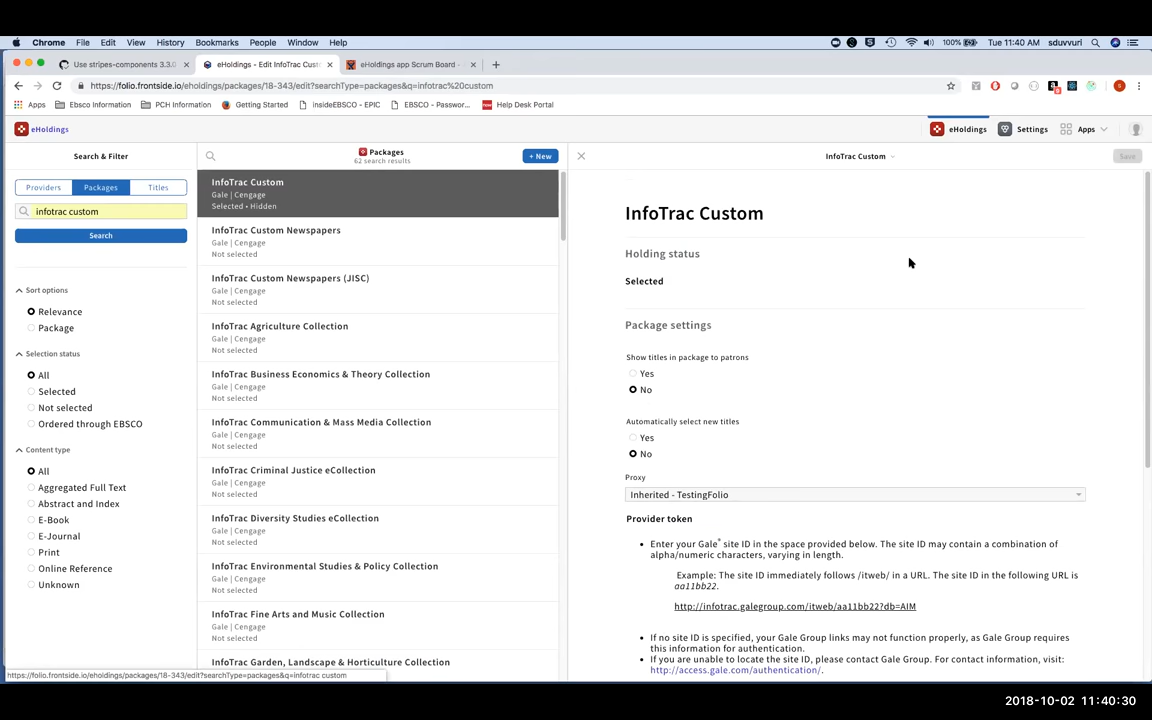 Chrome File Edit View History Bookmarks People Window Help
100% Tue 11:40 AM sduvvuri
Use stripes-components 3.3.0
eHoldings - Edit InfoTrac Custo
eHoldings app Scrum Board -
https://folio.frontside.io/eholdings/packages/18-343/edit?searchType=packages&q=infotrac%20custom
Apps Ebsco Information PCH Information Getting Started insideEBSCO - EPIC EBSCO - Passwor... Help Desk Portal
eHoldings
eHoldings Settings Apps
Search & Filter
Providers Packages Titles
infotrac custom
Search
Sort options
Relevance
Package
Selection status
All
Selected
Not selected
Ordered through EBSCO
Content type
All
Aggregated Full Text
Abstract and Index
E-Book
E-Journal
Print
Online Reference
Unknown
Packages
62 search results
+ New
InfoTrac Custom
Gale | Cengage
Selected • Hidden
InfoTrac Custom Newspapers
Gale | Cengage
Not selected
InfoTrac Custom Newspapers (JISC)
Gale | Cengage
Not selected
InfoTrac Agriculture Collection
Gale | Cengage
Not selected
InfoTrac Business Economics & Theory Collection
Gale | Cengage
Not selected
InfoTrac Communication & Mass Media Collection
Gale | Cengage
Not selected
InfoTrac Criminal Justice eCollection
Gale | Cengage
Not selected
InfoTrac Diversity Studies eCollection
Gale | Cengage
Not selected
InfoTrac Environmental Studies & Policy Collection
Gale | Cengage
Not selected
InfoTrac Fine Arts and Music Collection
Gale | Cengage
Not selected
InfoTrac Garden, Landscape & Horticulture Collection
InfoTrac Custom
Save
InfoTrac Custom
Holding status
Selected
Package settings
Show titles in package to patrons
Yes
No
Automatically select new titles
Yes
No
Proxy
Inherited - TestingFolio
Provider token
• Enter your Gale® site ID in the space provided below. The site ID may contain a combination of
alpha/numeric characters, varying in length.
Example: The site ID immediately follows /itweb/ in a URL. The site ID in the following URL is
aa11bb22.
http://infotrac.galegroup.com/itweb/aa11bb22?db=AIM
• If no site ID is specified, your Gale Group links may not function properly, as Gale Group requires
this information for authentication.
• If you are unable to locate the site ID, please contact Gale Group. For contact information, visit:
http://access.gale.com/authentication/.
https://folio.frontside.io/eholdings/packages/18-343/edit?searchType=packages&q=infotrac custom
2018-10-02 11:40:30